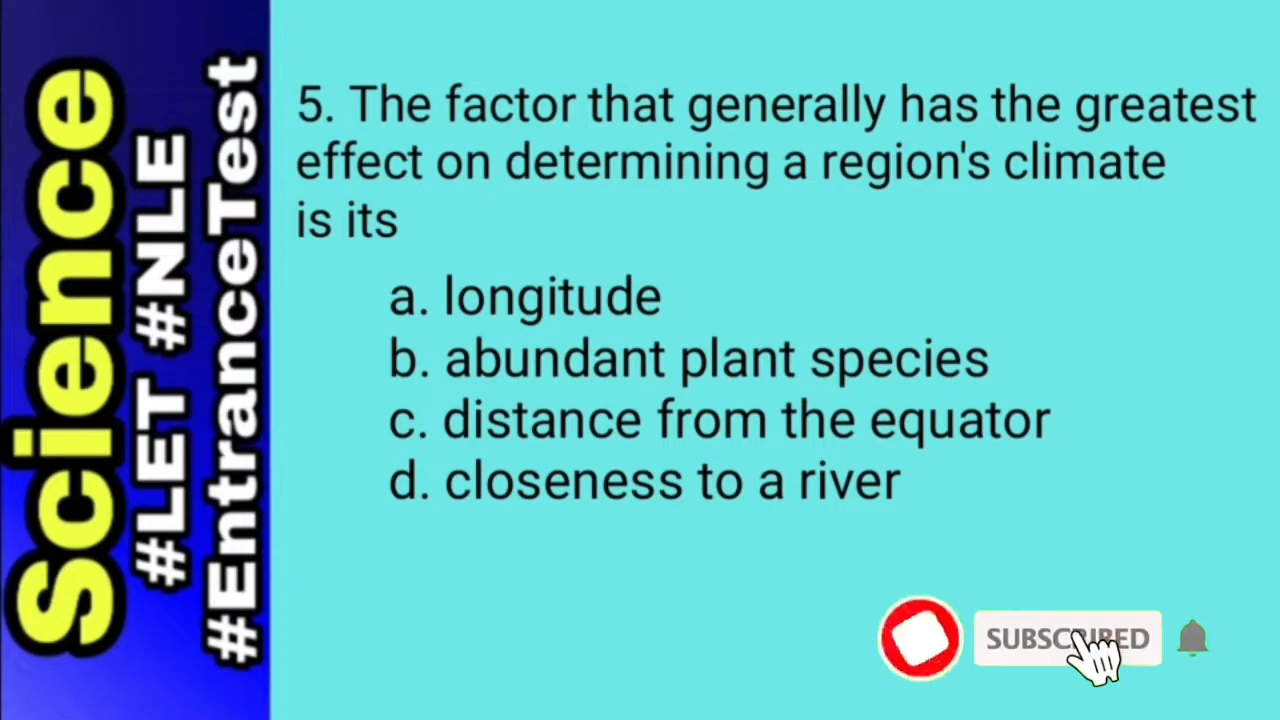 Science
#LET #NLE
#EntranceTest
5. The factor that generally has the greatest
effect on determining a region's climate
is its
a. longitude
b. abundant plant species
c. distance from the equator
d. closeness to a river
SUBSCRIBED